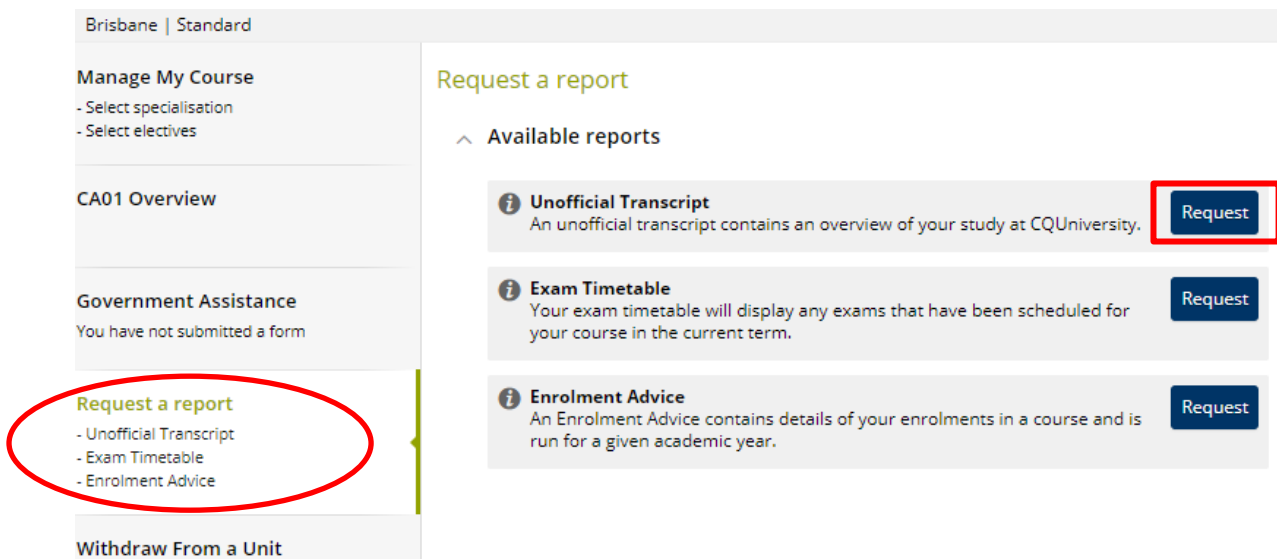 Brisbane | Standard
Manage My Course
- Select specialisation
- Select electives
CA01 Overview
Government Assistance
You have not submitted a form
Request a report
- Unofficial Transcript
- Exam Timetable
- Enrolment Advice
Withdraw From a Unit
Request a report
Available reports
Unofficial Transcript
An unofficial transcript contains an overview of your study at CQUniversity.
Request
Exam Timetable
Your exam timetable will display any exams that have been scheduled for
your course in the current term.
Request
Enrolment Advice
An Enrolment Advice contains details of your enrolments in a course and is
run for a given academic year.
Request